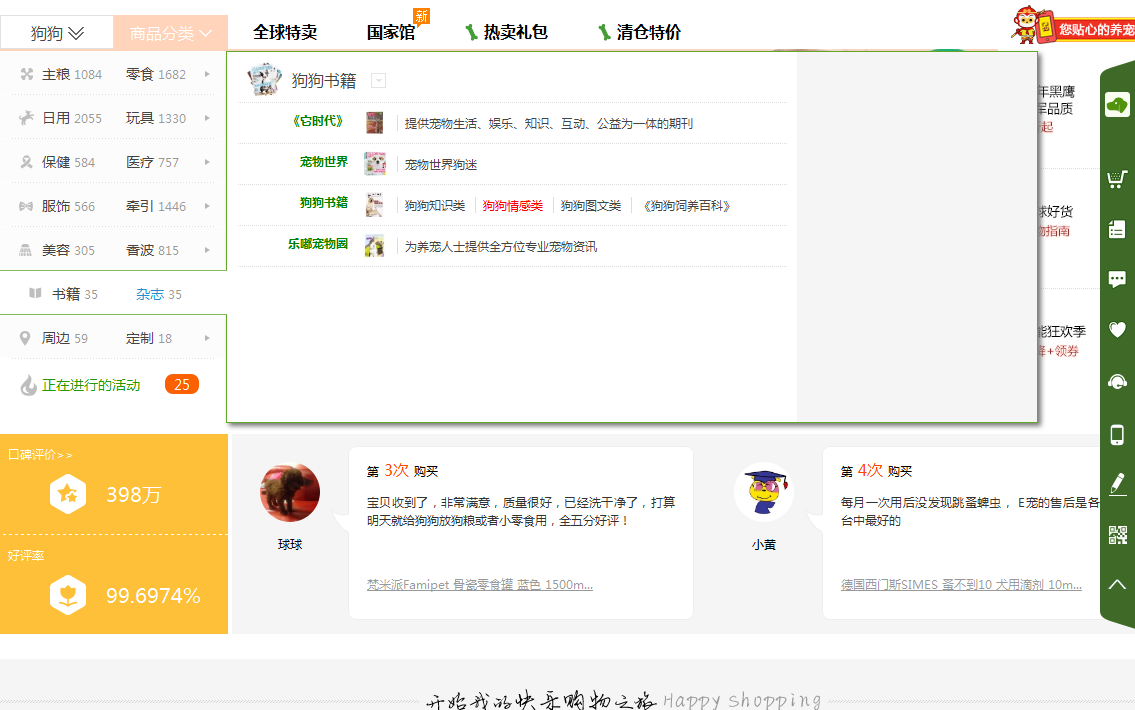 狗狗 商品分类 全球特卖 国家馆 新 热卖礼包 清仓特价 您贴心的养宠
主粮 1084 零食 1682
日用 2055 玩具 1330
保健 584 医疗 757
服饰 566 牵引 1446
美容 305 香波 815
书籍 35 杂志 35
周边 59 定制 18
正在进行的活动 25
狗狗书籍
《它时代》 提供宠物生活、娱乐、知识、互动、公益为一体的期刊
宠物世界 宠物世界狗迷
狗狗书籍 狗狗知识类 狗狗情感类 狗狗图文类 《狗狗饲养百科》
乐嘟宠物园 为养宠人士提供全方位专业宠物资讯
年黑鹰
军品质
起
球好货
物指南
能狂欢季
降+领券
口碑评价>>
398万
好评率
99.6974%
球球
第 3次 购买
宝贝收到了，非常满意，质量很好，已经洗干净了，打算
明天就给狗狗放狗粮或者小零食用，全五分好评！
梵米派Famipet 骨瓷零食罐 蓝色 1500m...
小黄
第 4次 购买
每月一次用后没发现跳蚤蜱虫， E宠的售后是各
台中最好的
德国西门斯SIMES 蚤不到10 犬用滴剂 10m...
开始我的快乐购物之旅 Happy shopping